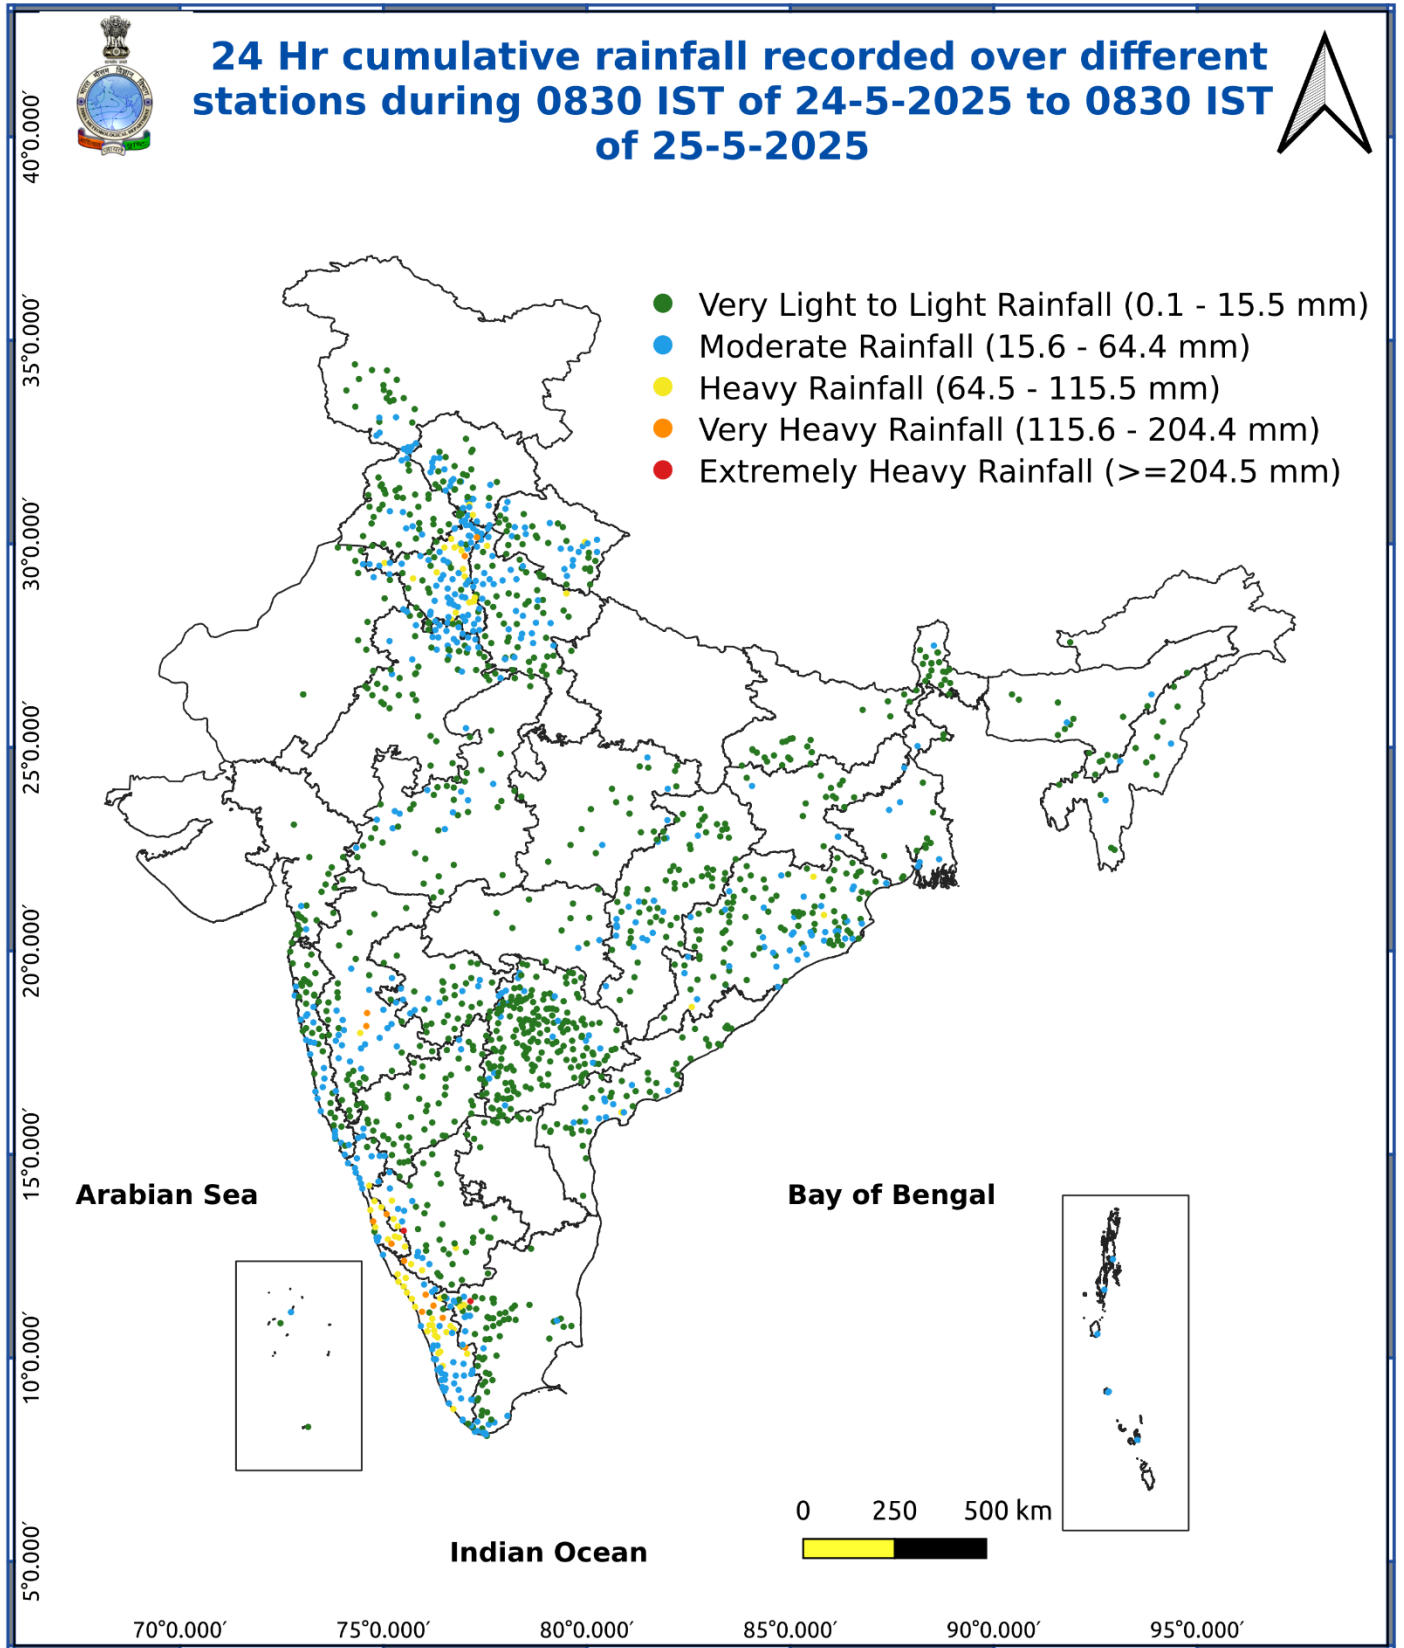 24 Hr cumulative rainfall recorded over different
stations during 0830 IST of 24-5-2025 to 0830 IST
of 25-5-2025
Very Light to Light Rainfall (0.1 - 15.5 mm)
Moderate Rainfall (15.6 - 64.4 mm)
Heavy Rainfall (64.5 - 115.5 mm)
Very Heavy Rainfall (115.6 - 204.4 mm)
Extremely Heavy Rainfall (>=204.5 mm)
40°0.000′
35°0.000′
30°0.000′
25°0.000′
20°0.000′
15°0.000′
10°0.000′
5°0.000′
Arabian Sea
Bay of Bengal
Indian Ocean
0 250 500 km
70°0.000′ 75°0.000′ 80°0.000′ 85°0.000′ 90°0.000′ 95°0.000′